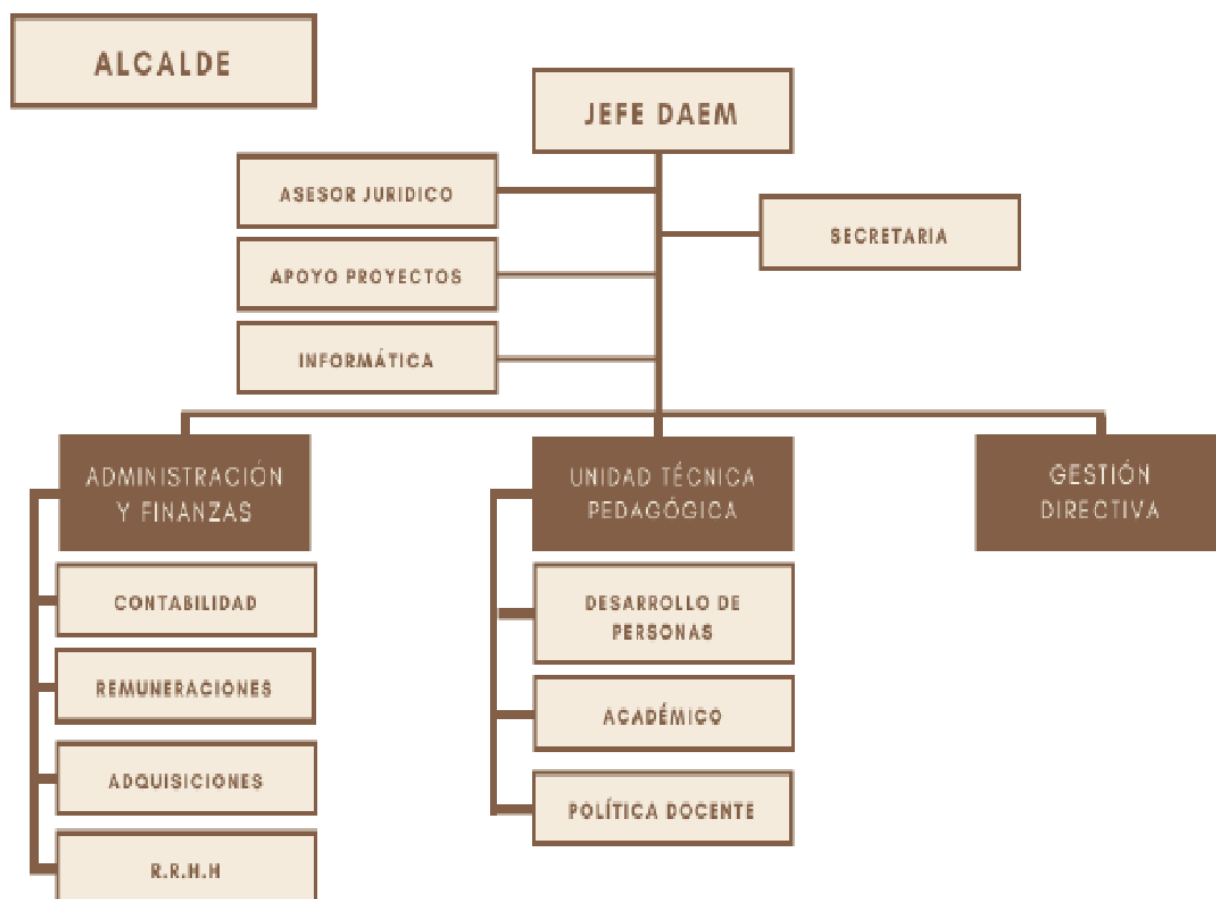 ALCALDE
JEFE DAEM
ASESOR JURIDICO
SECRETARIA
APOYO PROYECTOS
INFORMÁTICA
ADMINISTRACIÓN
Y FINANZAS
CONTABILIDAD
REMUNERACIONES
ADQUISICIONES
R.R.H.H
UNIDAD TÉCNICA
PEDAGÓGICA
DESARROLLO DE
PERSONAS
ACADÉMICO
POLÍTICA DOCENTE
GESTIÓN
DIRECTIVA